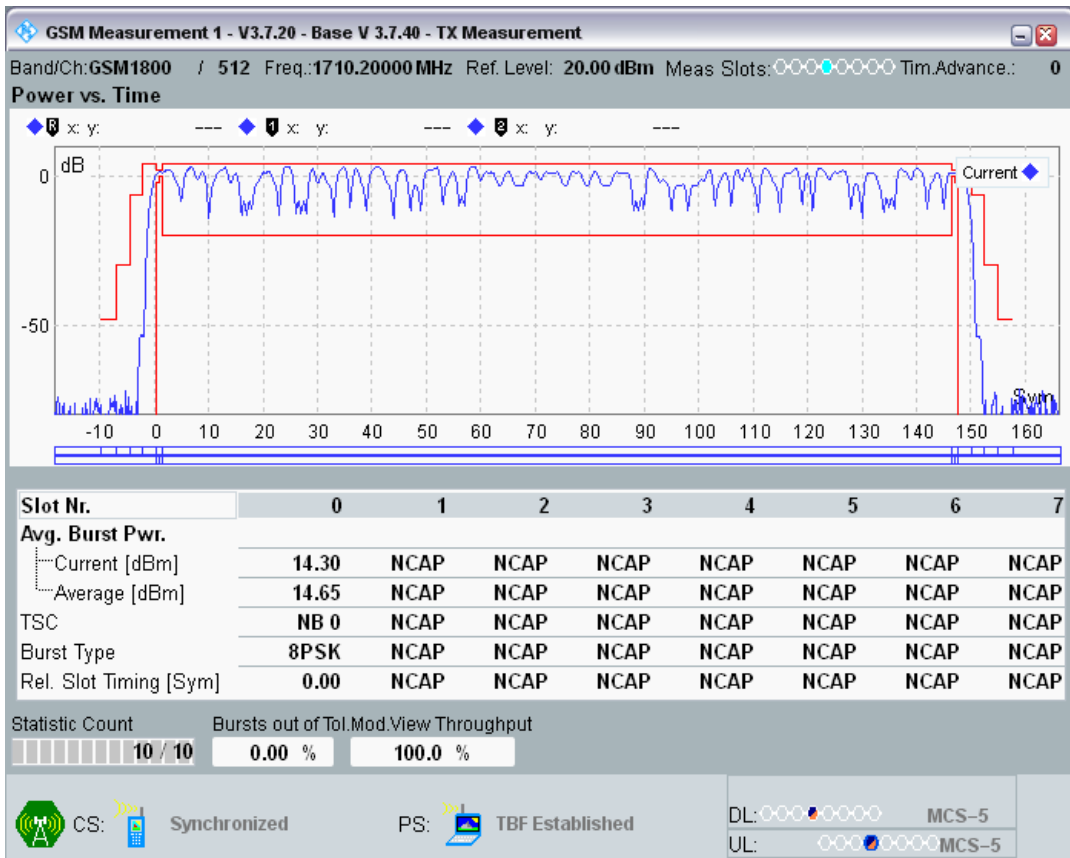 GSM Measurement 1 - V3.7.20 - Base V 3.7.40 - TX Measurement
Band/Ch:GSM1800 / 512 Freq.:1710.20000 MHz Ref. Level: 20.00 dBm Meas Slots: Tim.Advance.: 0
Power vs. Time
R x: y: --- 1 x: y: --- 2 x: y: ---
dB
Current
0
-50
Sym
-10 0 10 20 30 40 50 60 70 80 90 100 110 120 130 140 150 160
Slot Nr. 0 1 2 3 4 5 6 7
Avg. Burst Pwr.
Current [dBm] 14.30 NCAP NCAP NCAP NCAP NCAP NCAP NCAP
Average [dBm] 14.65 NCAP NCAP NCAP NCAP NCAP NCAP NCAP
TSC NB 0 NCAP NCAP NCAP NCAP NCAP NCAP NCAP
Burst Type 8PSK NCAP NCAP NCAP NCAP NCAP NCAP NCAP
Rel. Slot Timing [Sym] 0.00 NCAP NCAP NCAP NCAP NCAP NCAP NCAP
Statistic Count Bursts out of Tol.Mod.View Throughput
10 / 10 0.00 % 100.0 %
CS: Synchronized PS: TBF Established
DL: MCS-5
UL: MCS-5